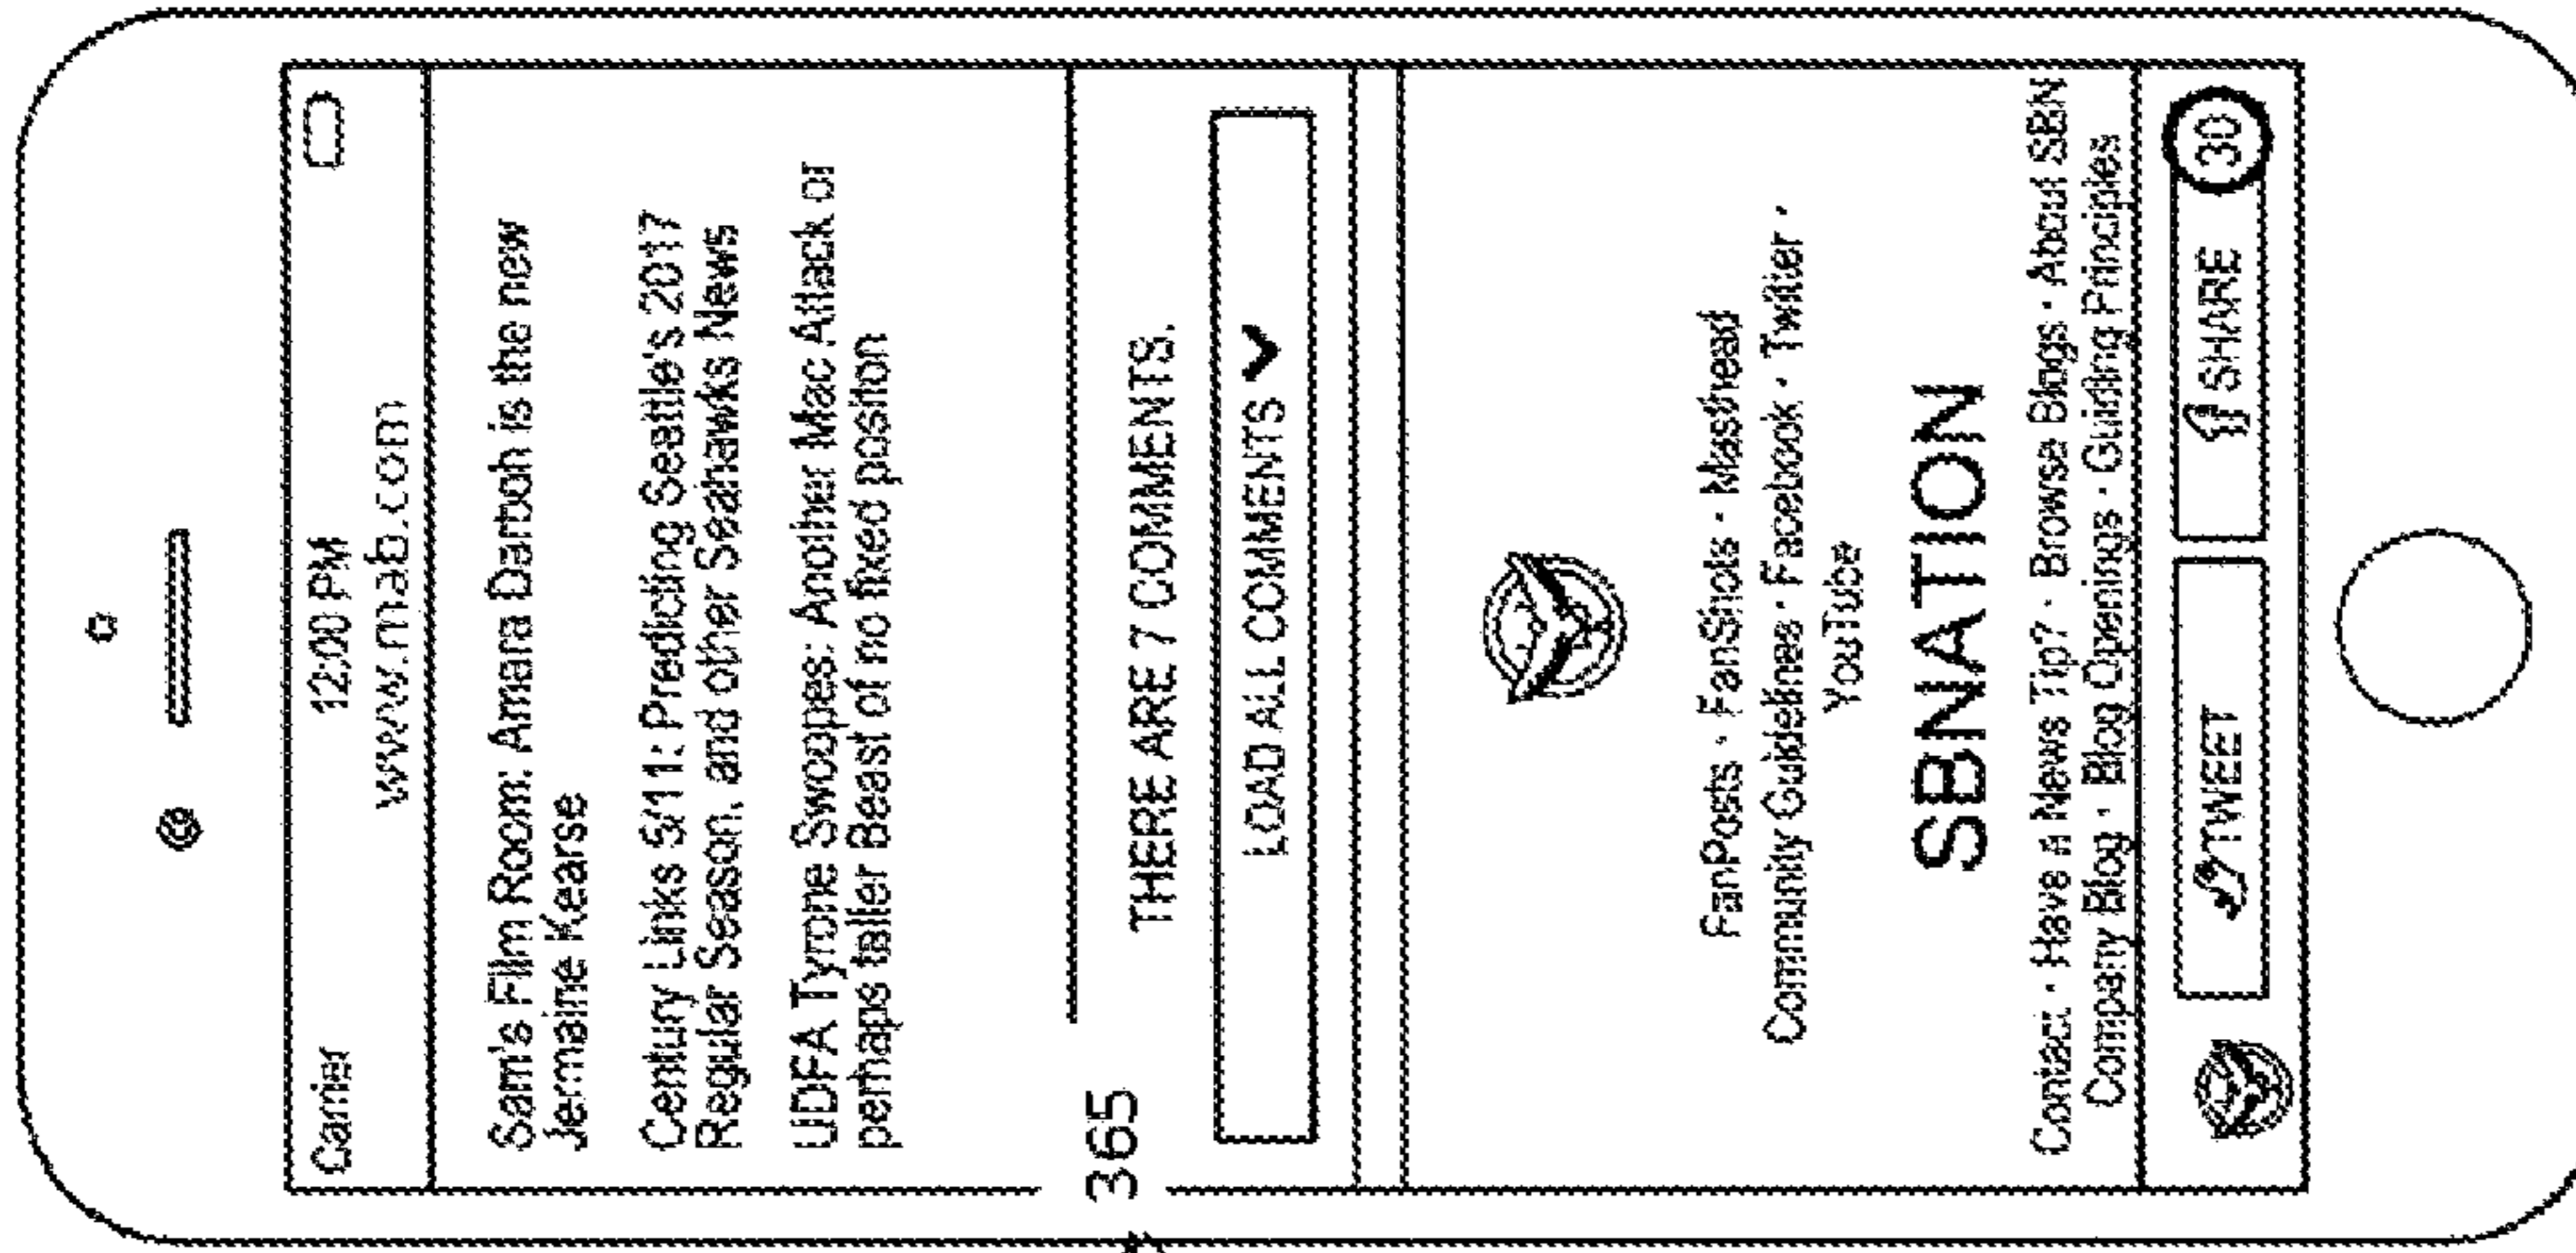 Carrier 12:00 PM
www.mab.com
Sam's Film Room: Amara Darboh is the new
Jermaine Kearse
Century Links 5/11: Predicting Seattle's 2017
Regular Season, and other Seahawks News
UDFA Tyrone Swoopes: Another Mac Attack or
perhaps taller Beast of no fixed position
365
THERE ARE 7 COMMENTS.
LOAD ALL COMMENTS
FanPosts · FanShots · Masthead
Community Guidelines · Facebook · Twitter ·
YouTube
SBNATION
Contact · Have a News Tip? · Browse Blogs · About SBN
Company Blog · Blog Openings · Guiding Principles
TWEET SHARE 30